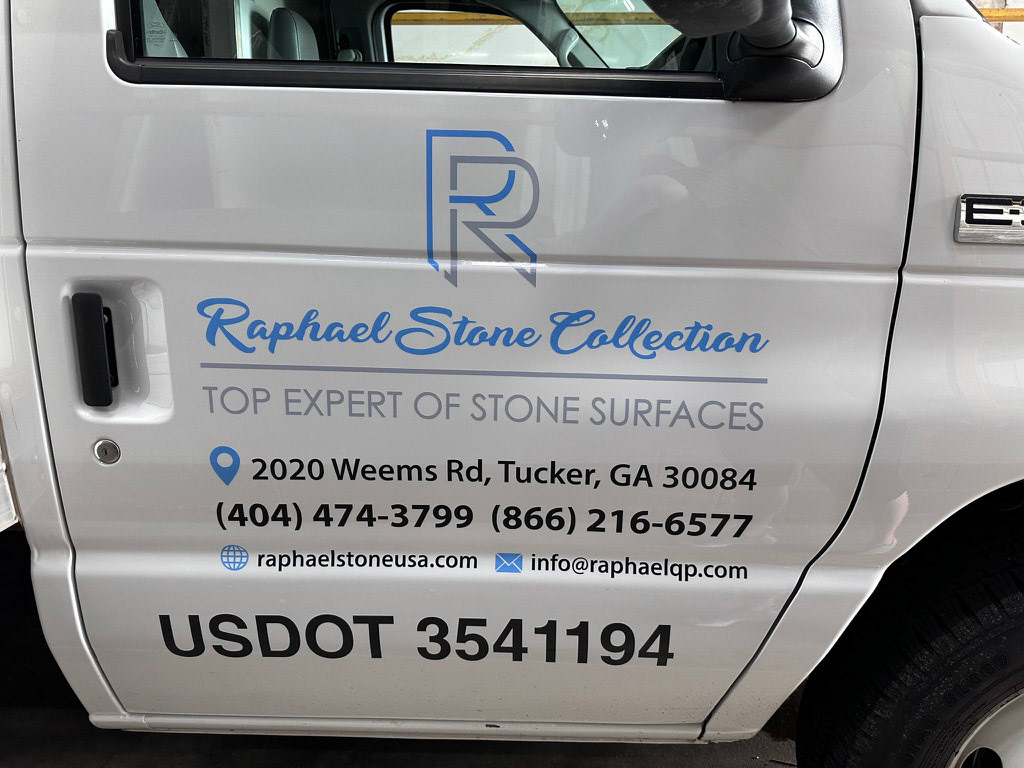 R
Raphael Stone Collection
TOP EXPERT OF STONE SURFACES
2020 Weems Rd, Tucker, GA 30084
(404) 474-3799 (866) 216-6577
raphaelstoneusa.com info@raphaelqp.com
USDOT 3541194